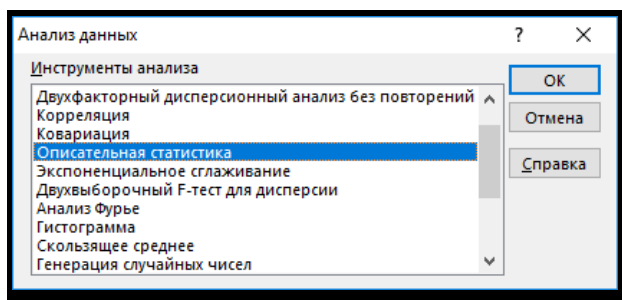 Анализ данных ? ×
Инструменты анализа
Двухфакторный дисперсионный анализ без повторений
Корреляция
Ковариация
Описательная статистика
Экспоненциальное сглаживание
Двухвыборочный F-тест для дисперсии
Анализ Фурье
Гистограмма
Скользящее среднее
Генерация случайных чисел
ОК
Отмена
Справка